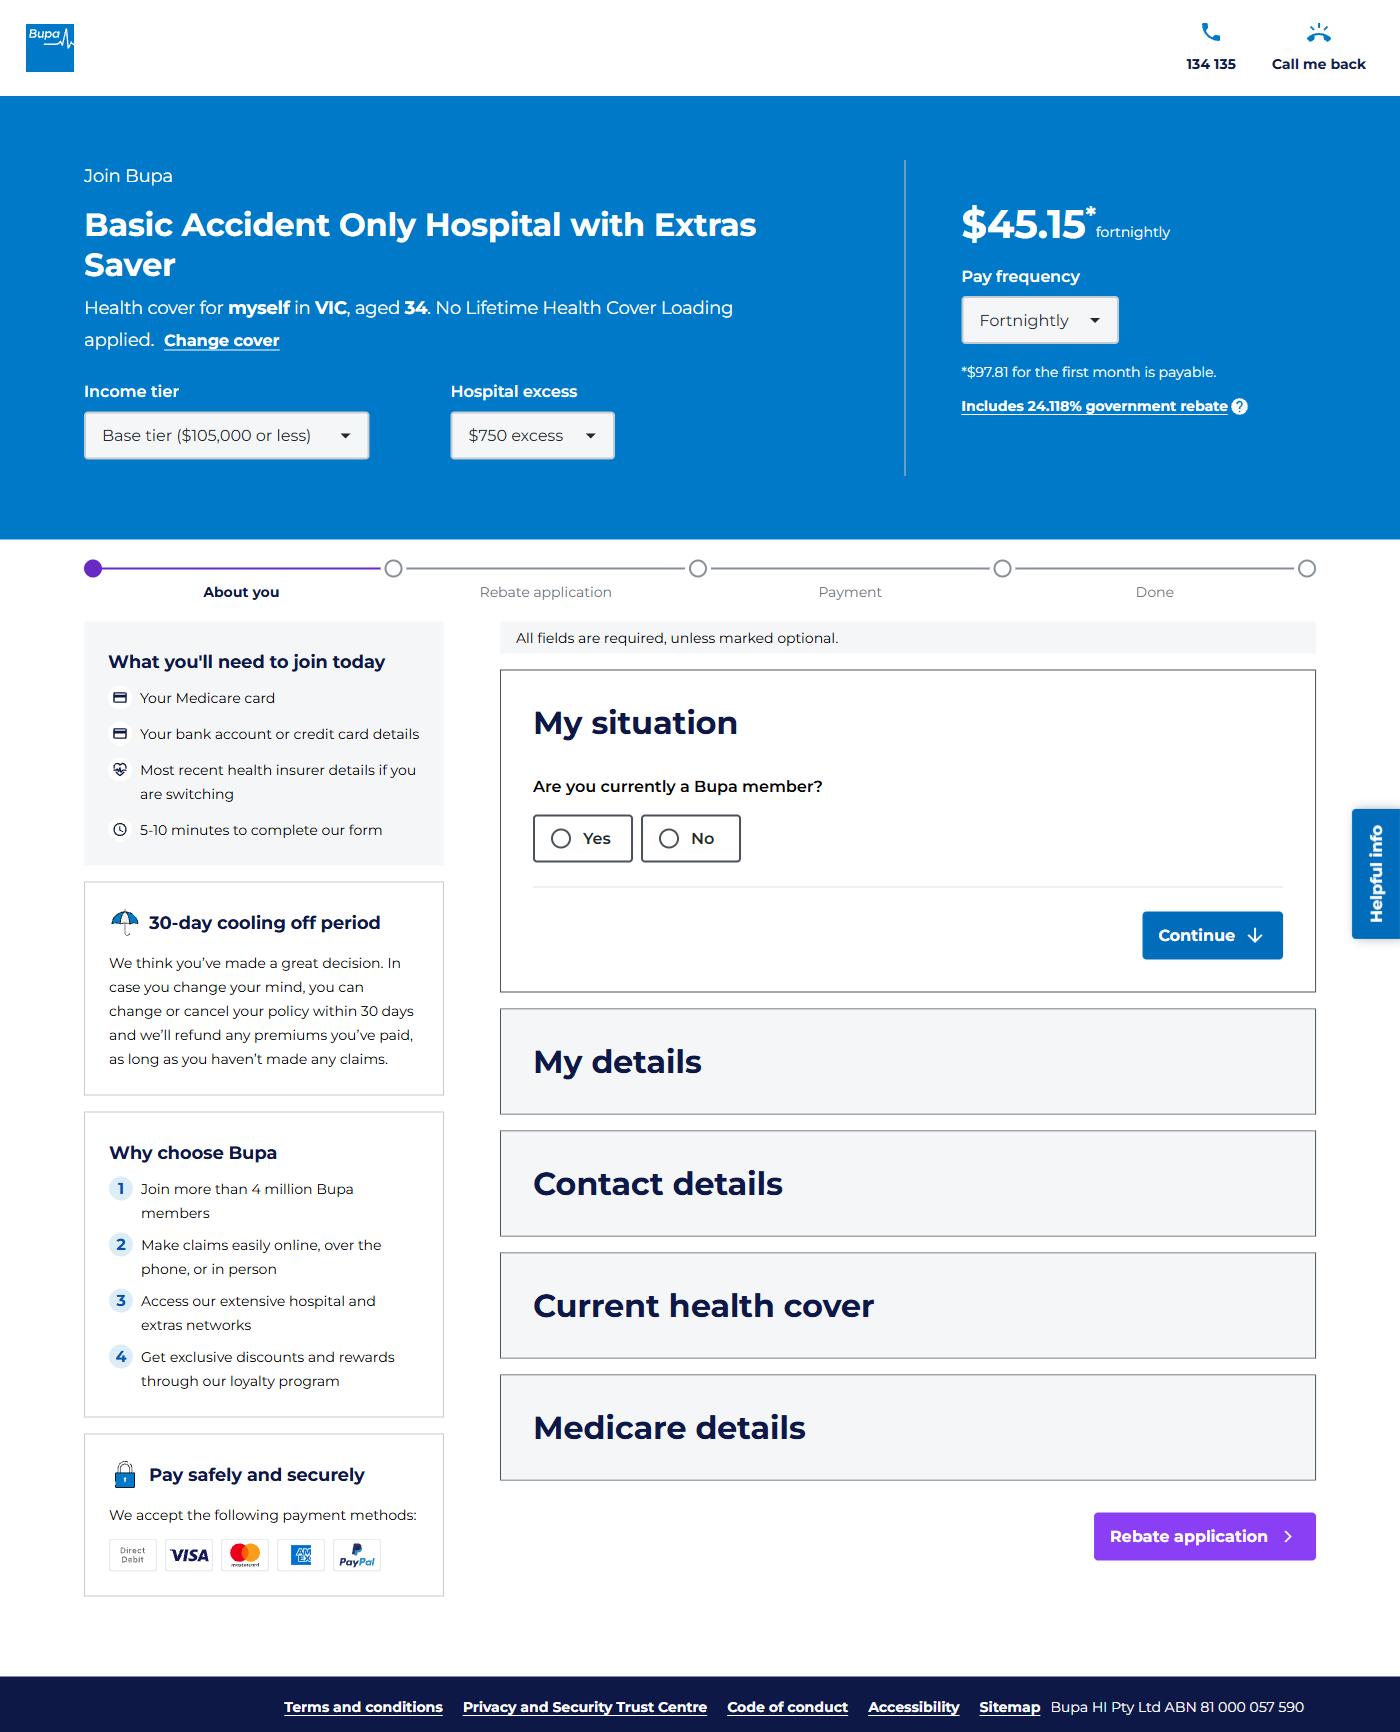 Bupa
134 135
Call me back
Join Bupa
Basic Accident Only Hospital with Extras
Saver
Health cover for myself in VIC, aged 34. No Lifetime Health Cover Loading
applied. Change cover
Income tier
Base tier ($105,000 or less)
Hospital excess
$750 excess
$45.15* fortnightly
Pay frequency
Fortnightly
*$97.81 for the first month is payable.
Includes 24.118% government rebate ?
About you
Rebate application
Payment
Done
What you'll need to join today
Your Medicare card
Your bank account or credit card details
Most recent health insurer details if you
are switching
5-10 minutes to complete our form
30-day cooling off period
We think you’ve made a great decision. In
case you change your mind, you can
change or cancel your policy within 30 days
and we’ll refund any premiums you’ve paid,
as long as you haven’t made any claims.
Why choose Bupa
1 Join more than 4 million Bupa
members
2 Make claims easily online, over the
phone, or in person
3 Access our extensive hospital and
extras networks
4 Get exclusive discounts and rewards
through our loyalty program
Pay safely and securely
We accept the following payment methods:
Direct
Debit
VISA
mastercard
AM
EX
PayPal
All fields are required, unless marked optional.
My situation
Are you currently a Bupa member?
Yes
No
Continue
My details
Contact details
Current health cover
Medicare details
Rebate application
Helpful info
Terms and conditions Privacy and Security Trust Centre Code of conduct Accessibility Sitemap Bupa HI Pty Ltd ABN 81 000 057 590